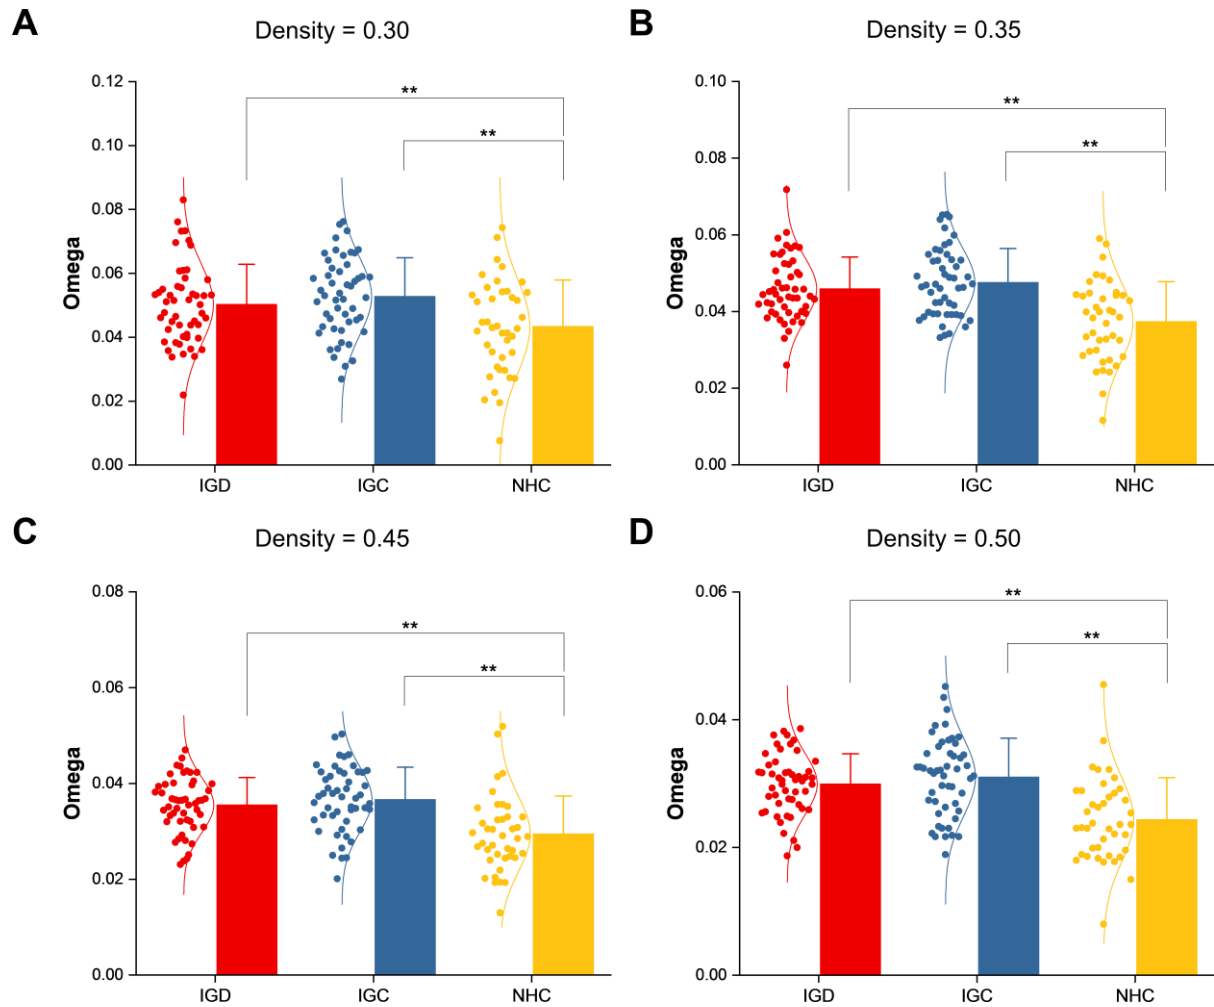 A
Density = 0.30
Omega
0.12
0.10
0.08
0.06
0.04
0.02
0.00
**
**
IGD
IGC
NHC
B
Density = 0.35
Omega
0.10
0.08
0.06
0.04
0.02
0.00
**
**
IGD
IGC
NHC
C
Density = 0.45
Omega
0.08
0.06
0.04
0.02
0.00
**
**
IGD
IGC
NHC
D
Density = 0.50
Omega
0.06
0.04
0.02
0.00
**
**
IGD
IGC
NHC